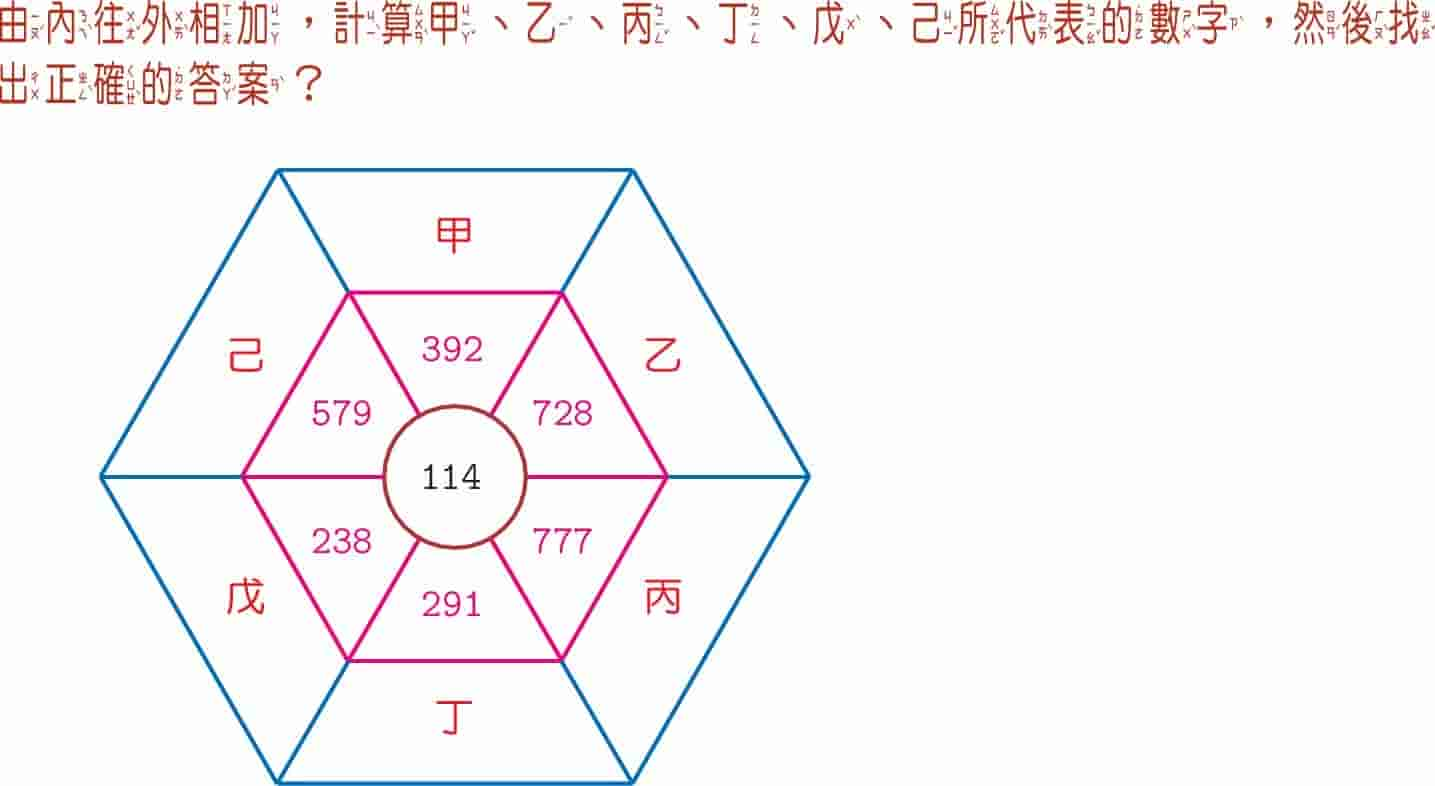 由內往外相加，計算甲、乙、丙、丁、戊、己所代表的數字，然後找
出正確的答案？
甲
己
392
乙
579
728
114
238
777
戊
291
丙
丁